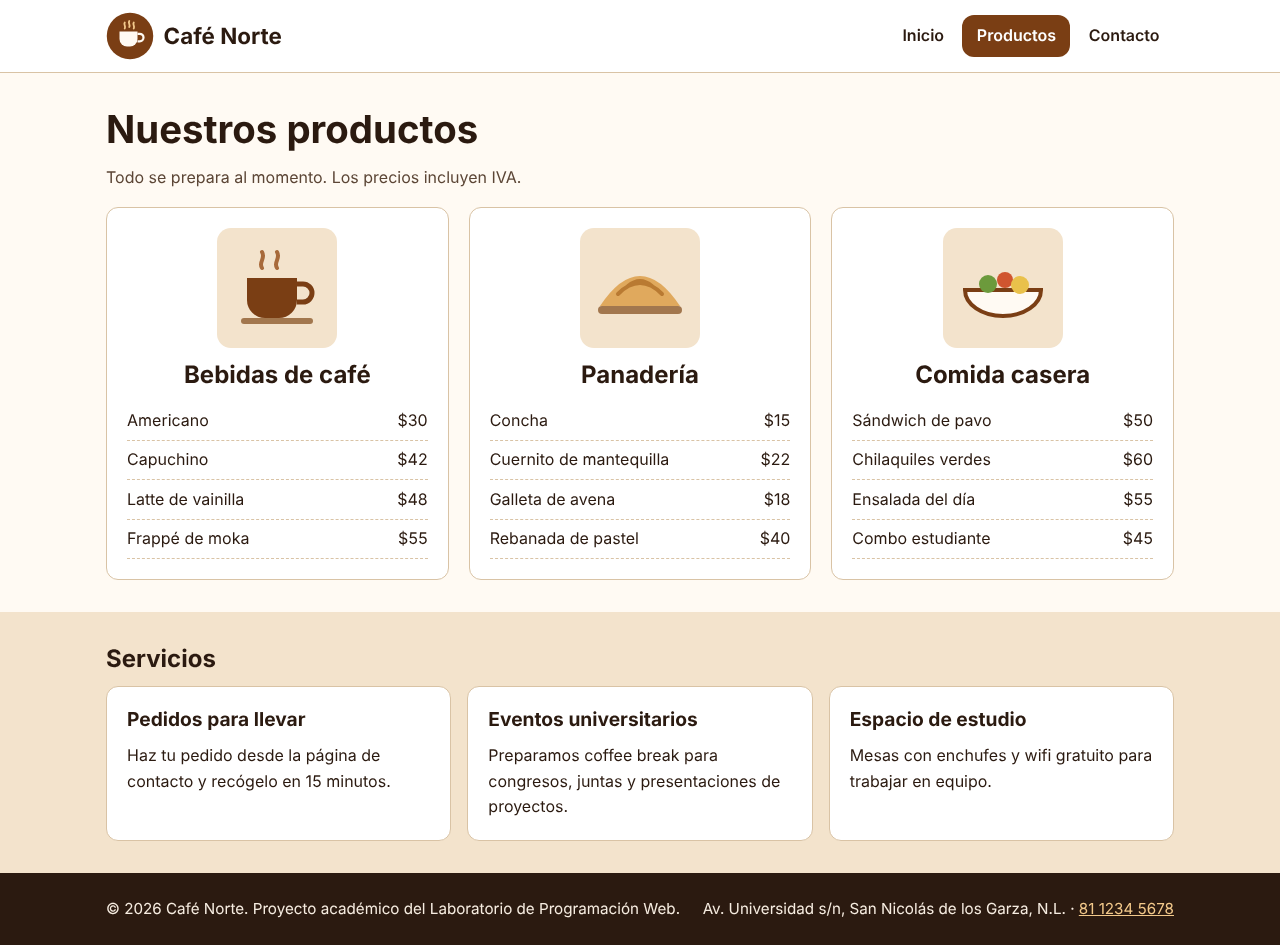 Café Norte
Inicio
Productos
Contacto
Nuestros productos
Todo se prepara al momento. Los precios incluyen IVA.
Bebidas de café
Americano $30
Capuchino $42
Latte de vainilla $48
Frappé de moka $55
Panadería
Concha $15
Cuernito de mantequilla $22
Galleta de avena $18
Rebanada de pastel $40
Comida casera
Sándwich de pavo $50
Chilaquiles verdes $60
Ensalada del día $55
Combo estudiante $45
Servicios
Pedidos para llevar
Haz tu pedido desde la página de
contacto y recógelo en 15 minutos.
Eventos universitarios
Preparamos coffee break para
congresos, juntas y presentaciones de
proyectos.
Espacio de estudio
Mesas con enchufes y wifi gratuito para
trabajar en equipo.
© 2026 Café Norte. Proyecto académico del Laboratorio de Programación Web.
Av. Universidad s/n, San Nicolás de los Garza, N.L. · 81 1234 5678